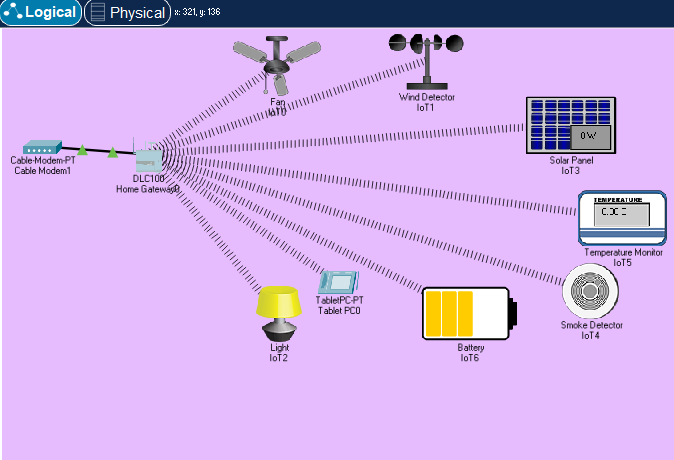 Logical Physical x: 321, y: 136
Fan
IoT0
Wind Detector
IoT1
0 W
Solar Panel
IoT3
Cable-Modem-PT
Cable Modem1
DLC100
Home Gateway0
TEMPERATURE
Temperature Monitor
IoT5
TabletPC-PT
Tablet PC0
Smoke Detector
IoT4
Light
IoT2
Battery
IoT6